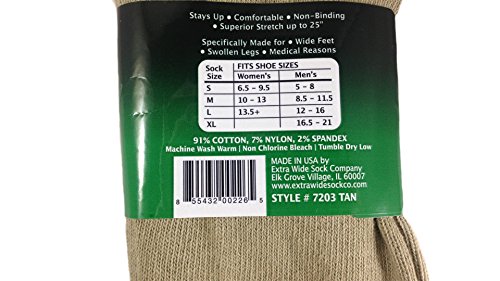 Stays Up • Comfortable • Non-Binding
• Superior Stretch up to 25"
Specifically Made for • Wide Feet
• Swollen Legs • Medical Reasons
Sock Size FITS SHOE SIZES
Women's Men's
S 6.5 – 9.5 5 – 8
M 10 – 13 8.5 – 11.5
L 13.5+ 12 – 16
XL 16.5 – 21
91% COTTON, 7% NYLON, 2% SPANDEX
Machine Wash Warm | Non Chlorine Bleach | Tumble Dry Low
MADE IN USA by
Extra Wide Sock Company
Elk Grove Village, IL 60007
www.extrawidesockco.com
STYLE # 7203 TAN
8 55432 00226 5